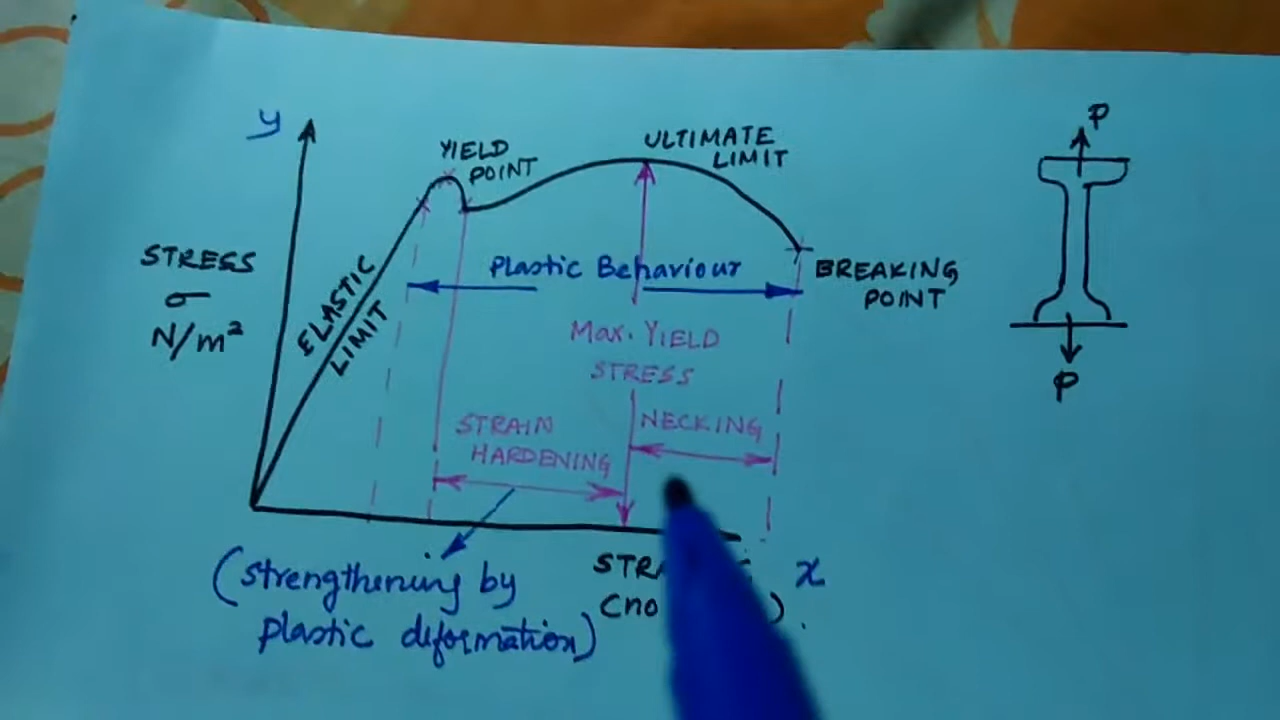 y
YIELD
POINT
ULTIMATE
LIMIT
P
STRESS
σ
N/m²
ELASTIC
LIMIT
Plastic Behaviour
BREAKING
POINT
Max. YIELD
STRESS
P
STRAIN
HARDENING
NECKING
(strengthening by
plastic deformation)
x